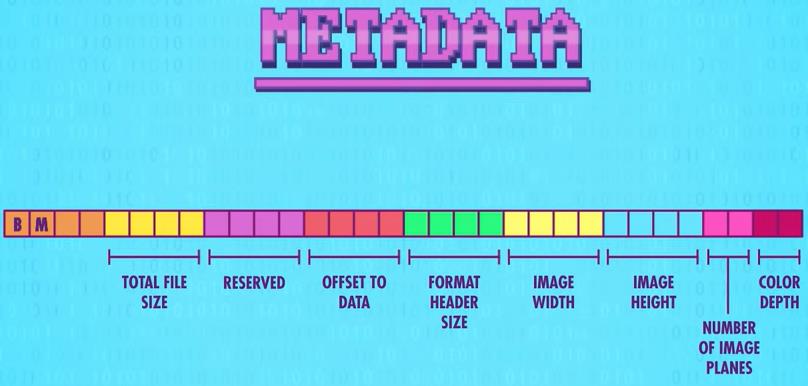 METADATA
B M
TOTAL FILE
SIZE
RESERVED
OFFSET TO
DATA
FORMAT
HEADER
SIZE
IMAGE
WIDTH
IMAGE
HEIGHT
NUMBER
OF IMAGE
PLANES
COLOR
DEPTH